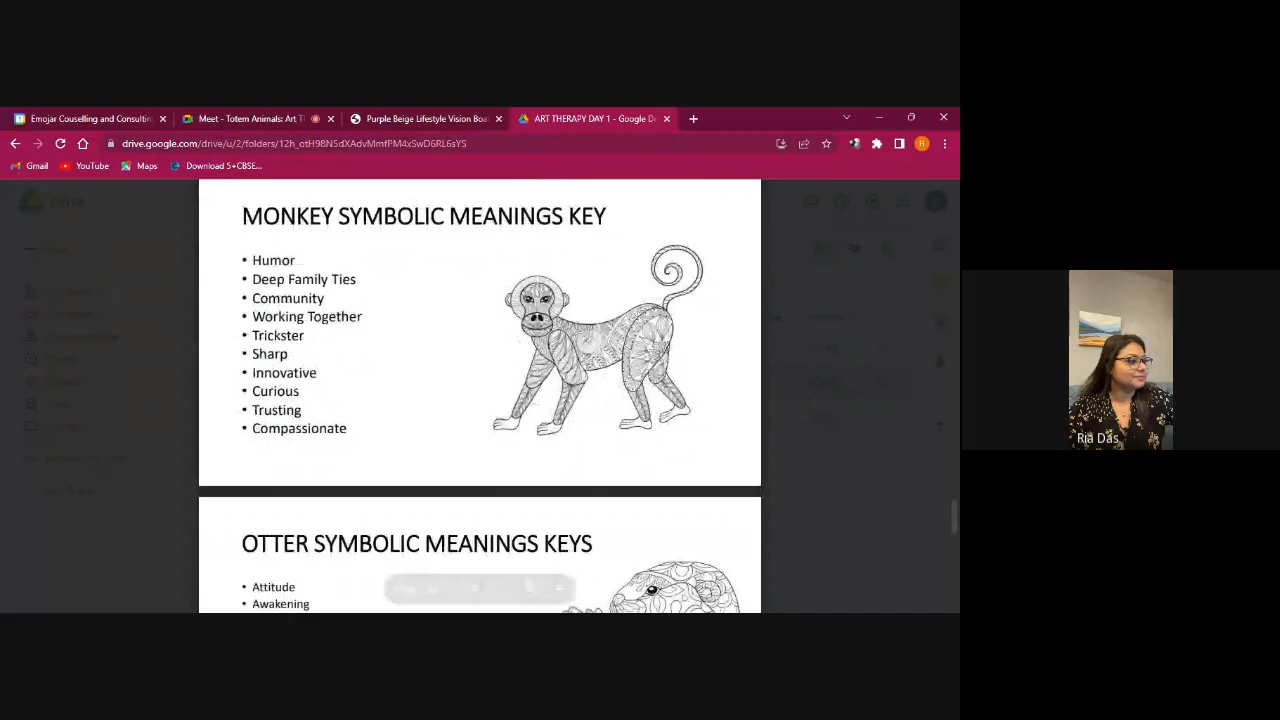 Emojar Couselling and Consultin
Meet - Totem Animals: Art T
Purple Beige Lifestyle Vision Boa
ART THERAPY DAY 1 - Google D
drive.google.com/drive/u/2/folders/12h_otH98N5dXAdvMmfPM4xSwD6RL6sYS
Gmail
YouTube
Maps
Download 5+CBSE...
MONKEY SYMBOLIC MEANINGS KEY
• Humor
• Deep Family Ties
• Community
• Working Together
• Trickster
• Sharp
• Innovative
• Curious
• Trusting
• Compassionate
OTTER SYMBOLIC MEANINGS KEYS
• Attitude
• Awakening
Ria Das